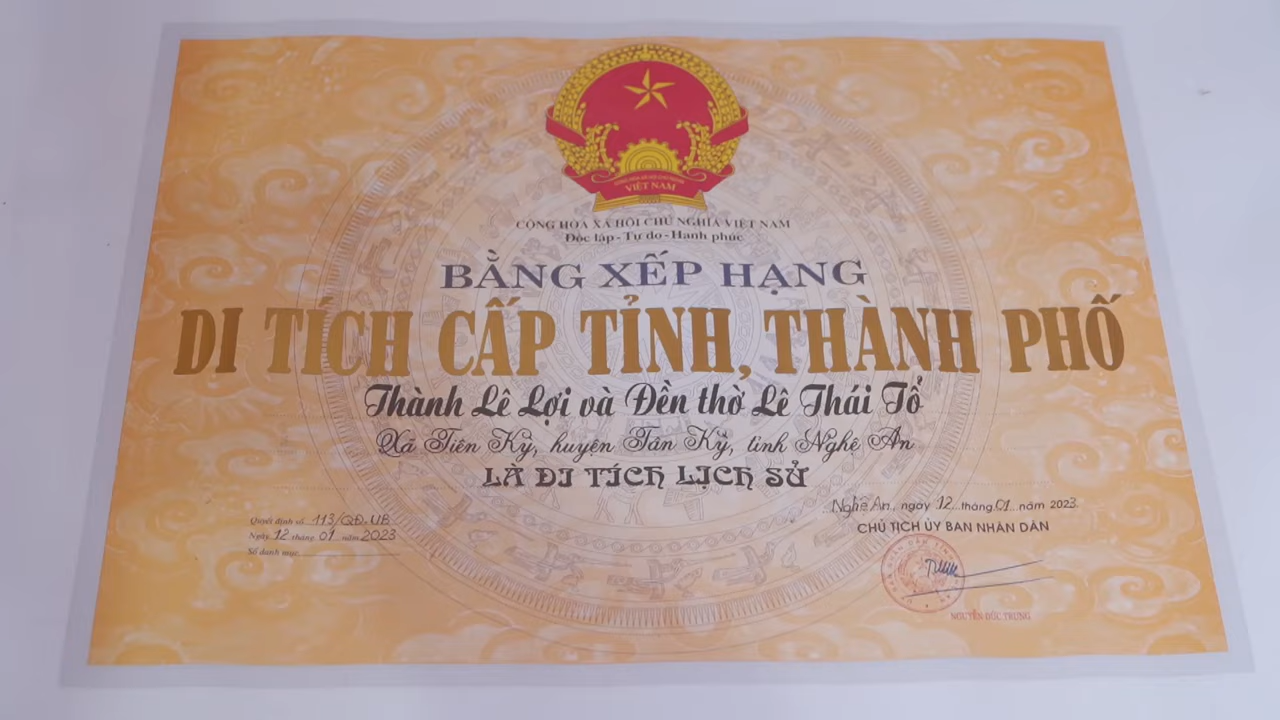 VIỆT NAM
CỘNG HÒA XÃ HỘI CHỦ NGHĨA VIỆT NAM
Độc lập - Tự do - Hạnh phúc
BẰNG XẾP HẠNG
DI TÍCH CẤP TỈNH, THÀNH PHỐ
Thành Lê Lợi và Đền thờ Lê Thái Tổ
Xã Tiên Kỳ, huyện Tân Kỳ, tỉnh Nghệ An
LÀ DI TÍCH LỊCH SỬ
Quyết định số 113/QĐ.UB
Ngày 12 tháng 01 năm 2023
Số danh mục
Nghệ An, ngày 12 tháng 01 năm 2023
CHỦ TỊCH ỦY BAN NHÂN DÂN
NGUYỄN ĐỨC TRUNG